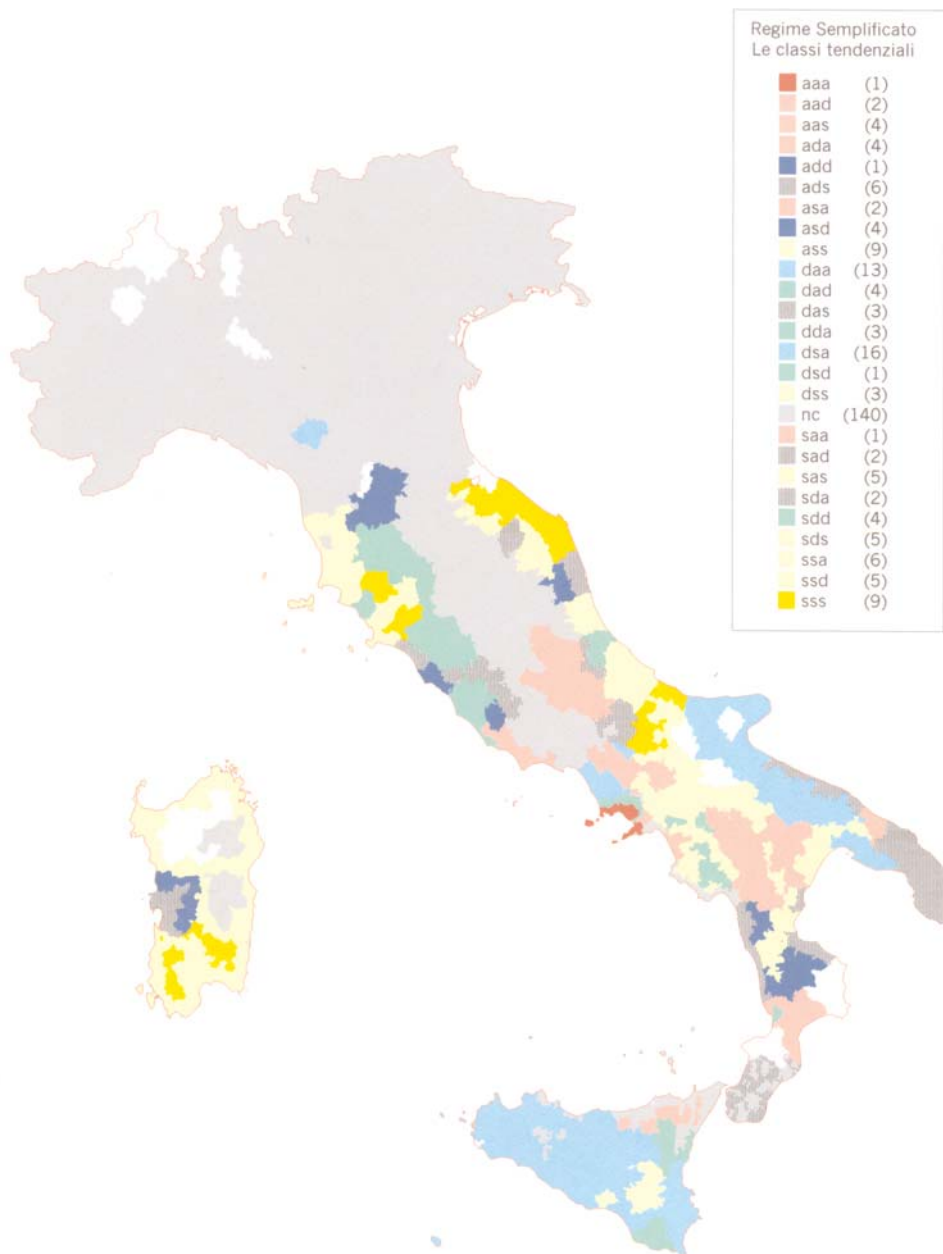 Regime Semplificato
Le classi tendenziali
aaa (1)
aad (2)
aas (4)
ada (4)
add (1)
ads (6)
asa (2)
asd (4)
ass (9)
daa (13)
dad (4)
das (3)
dda (3)
dsa (16)
dsd (1)
dss (3)
nc (140)
saa (1)
sad (2)
sas (5)
sda (2)
sdd (4)
sds (5)
ssa (6)
ssd (5)
sss (9)